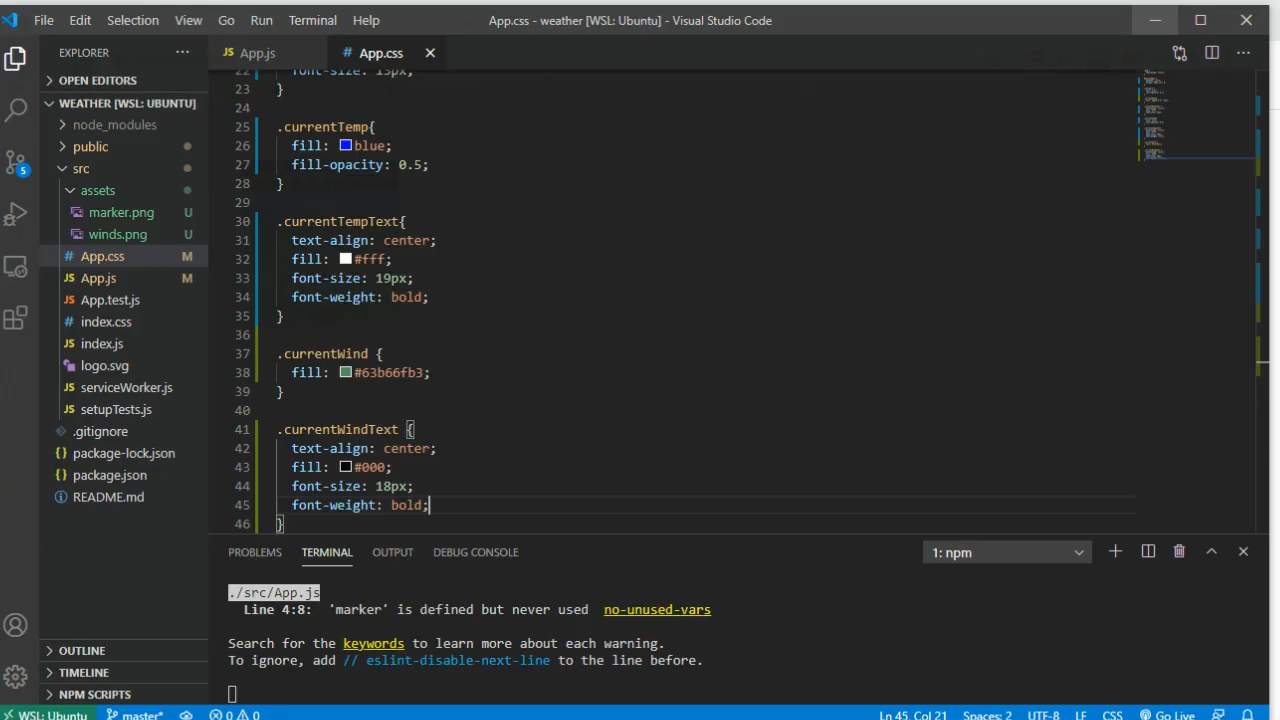 File Edit Selection View Go Run Terminal Help App.css - weather [WSL: Ubuntu] - Visual Studio Code
EXPLORER
OPEN EDITORS
WEATHER [WSL: UBUNTU]
node_modules
public
src
assets
marker.png U
winds.png U
App.css M
App.js M
App.test.js
index.css
index.js
logo.svg
serviceWorker.js
setupTests.js
.gitignore
package-lock.json
package.json
README.md
OUTLINE
TIMELINE
NPM SCRIPTS
5
JS App.js # App.css
22 font-size: 15px;
23 }
24
25 .currentTemp{
26 fill: blue;
27 fill-opacity: 0.5;
28 }
29
30 .currentTempText{
31 text-align: center;
32 fill: #fff;
33 font-size: 19px;
34 font-weight: bold;
35 }
36
37 .currentWind {
38 fill: #63b66fb3;
39 }
40
41 .currentWindText {
42 text-align: center;
43 fill: #000;
44 font-size: 18px;
45 font-weight: bold;
46 }
PROBLEMS TERMINAL OUTPUT DEBUG CONSOLE 1: npm
./src/App.js
Line 4:8: 'marker' is defined but never used no-unused-vars
Search for the keywords to learn more about each warning.
To ignore, add // eslint-disable-next-line to the line before.
WSL: Ubuntu master* 0 0 Ln 45, Col 21 Spaces: 2 UTF-8 LF CSS Go Live